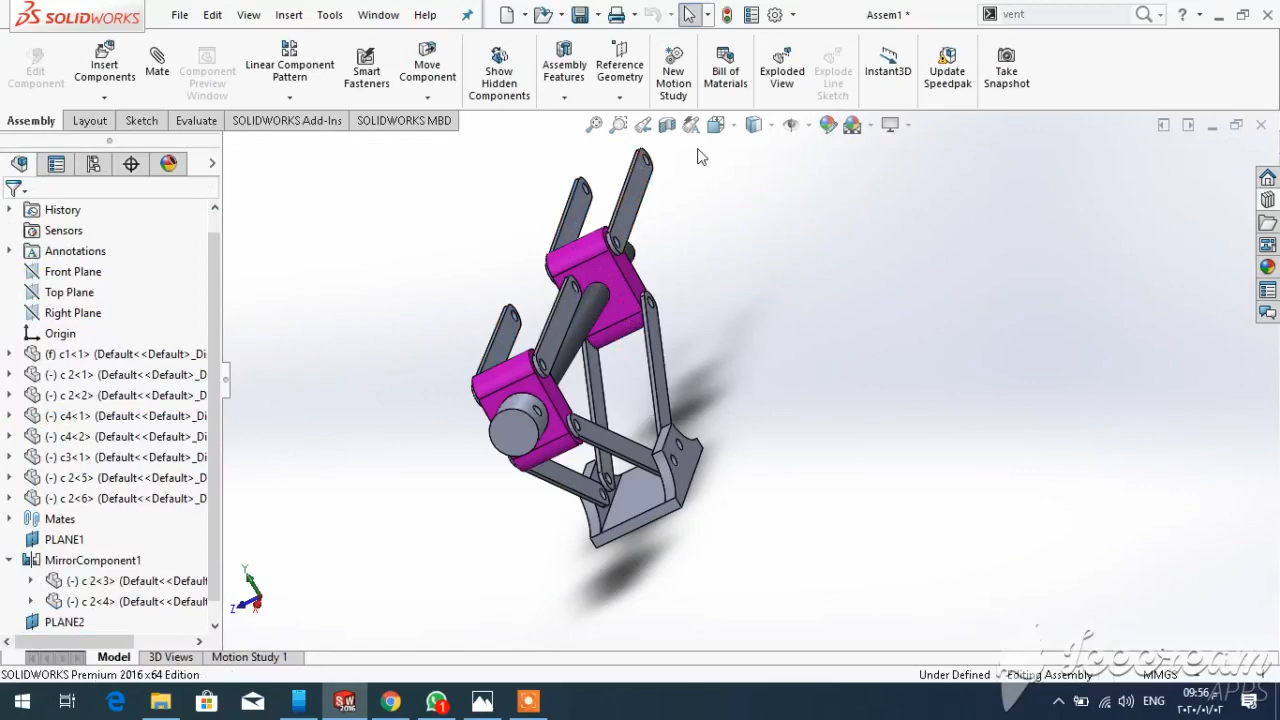 SOLIDWORKS
File Edit View Insert Tools Window Help
Assem1 *
vent
Edit Component
Insert Components
Mate
Component Preview Window
Linear Component Pattern
Smart Fasteners
Move Component
Show Hidden Components
Assembly Features
Reference Geometry
New Motion Study
Bill of Materials
Exploded View
Explode Line Sketch
Instant3D
Update Speedpak
Take Snapshot
Assembly Layout Sketch Evaluate SOLIDWORKS Add-Ins SOLIDWORKS MBD
History
Sensors
Annotations
Front Plane
Top Plane
Right Plane
Origin
(f) c1<1> (Default<<Default>_Di
(-) c 2<1> (Default<<Default>_D
(-) c 2<2> (Default<<Default>_D
(-) c4<1> (Default<<Default>_Di
(-) c4<2> (Default<<Default>_Di
(-) c3<1> (Default<<Default>_Di
(-) c 2<5> (Default<<Default>_D
(-) c 2<6> (Default<<Default>_D
Mates
PLANE1
MirrorComponent1
(-) c 2<3> (Default<<Default
(-) c 2<4> (Default<<Default
PLANE2
Y
Z
X
Model 3D Views Motion Study 1
SOLIDWORKS Premium 2016 x64 Edition
Under Defined Editing Assembly MMGS
APPS
SW 2016
1
ENG
09:56
٢٠٢٠/٠١/٠٢